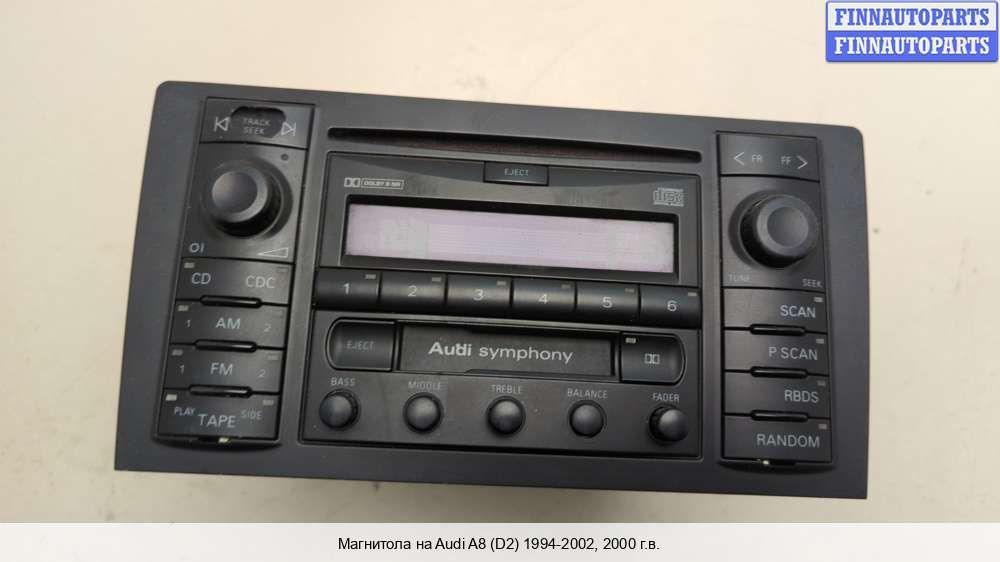 FINNAUTOPARTS
FINNAUTOPARTS
TRACK
SEEK
FR FF
EJECT
DOLBY B NR
disc
OI
TUNE SEEK
CD CDC
1 2 3 4 5 6
SCAN
1 AM 2
P SCAN
EJECT
Audi symphony
1 FM 2
RBDS
BASS MIDDLE TREBLE BALANCE FADER
PLAY TAPE SIDE
RANDOM
Магнитола на Audi A8 (D2) 1994-2002, 2000 г.в.